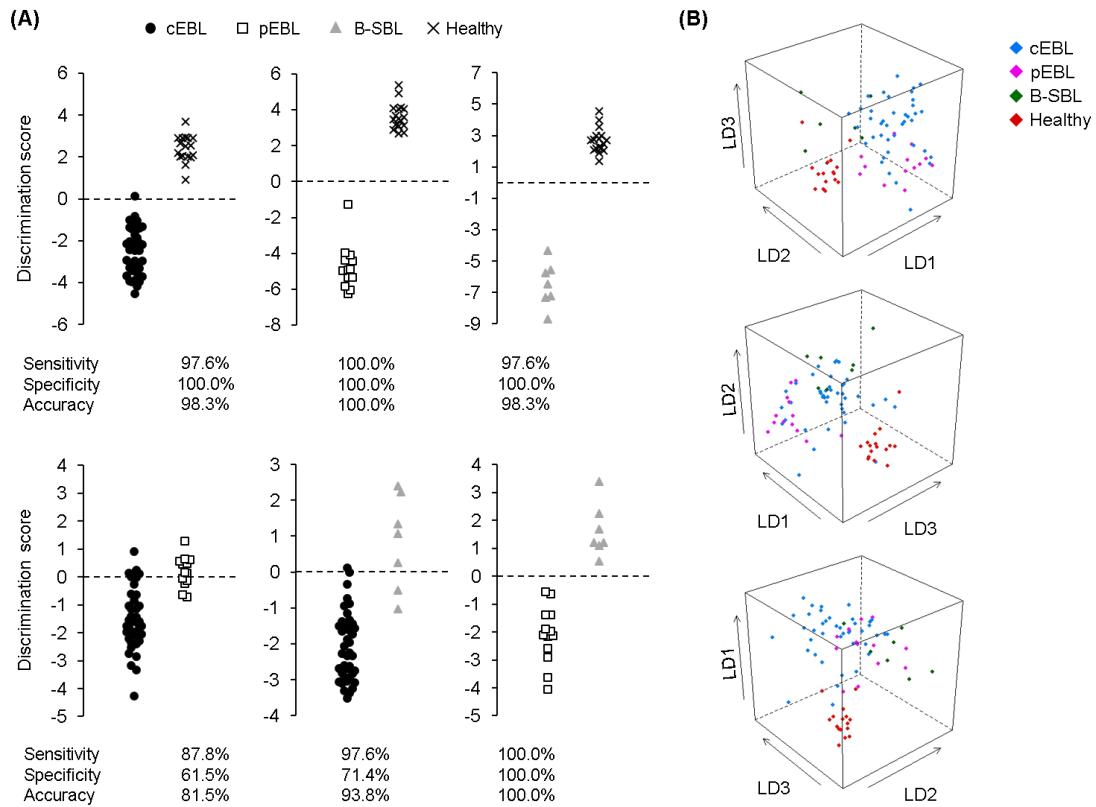 (A)
cEBL pEBL B-SBL Healthy
Discrimination score
6
4
2
0
-2
-4
-6
6
4
2
0
-2
-4
-6
-8
7
5
3
1
-1
-3
-5
-7
-9
Sensitivity 97.6% 100.0% 97.6%
Specificity 100.0% 100.0% 100.0%
Accuracy 98.3% 100.0% 98.3%
Discrimination score
4
3
2
1
0
-1
-2
-3
-4
-5
3
2
1
0
-1
-2
-3
-4
4
3
2
1
0
-1
-2
-3
-4
-5
Sensitivity 87.8% 97.6% 100.0%
Specificity 61.5% 71.4% 100.0%
Accuracy 81.5% 93.8% 100.0%
(B)
cEBL
pEBL
B-SBL
Healthy
LD3
LD2 LD1
LD2
LD1 LD3
LD1
LD3 LD2